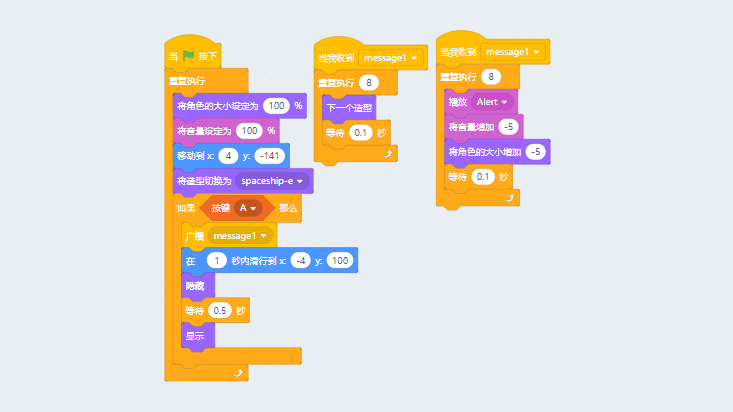 当 按下
重复执行
将角色的大小设定为 100 %
将音量设定为 100 %
移动到 x: 4 y: -141
将造型切换为 spaceship-e
如果 按键 A 那么
广播 message1
在 1 秒内滑行到 x: -4 y: 100
隐藏
等待 0.5 秒
显示
当我收到 message1
重复执行 8
下一个造型
等待 0.1 秒
当我收到 message1
重复执行 8
播放 Alert
将音量增加 -5
将角色的大小增加 -5
等待 0.1 秒